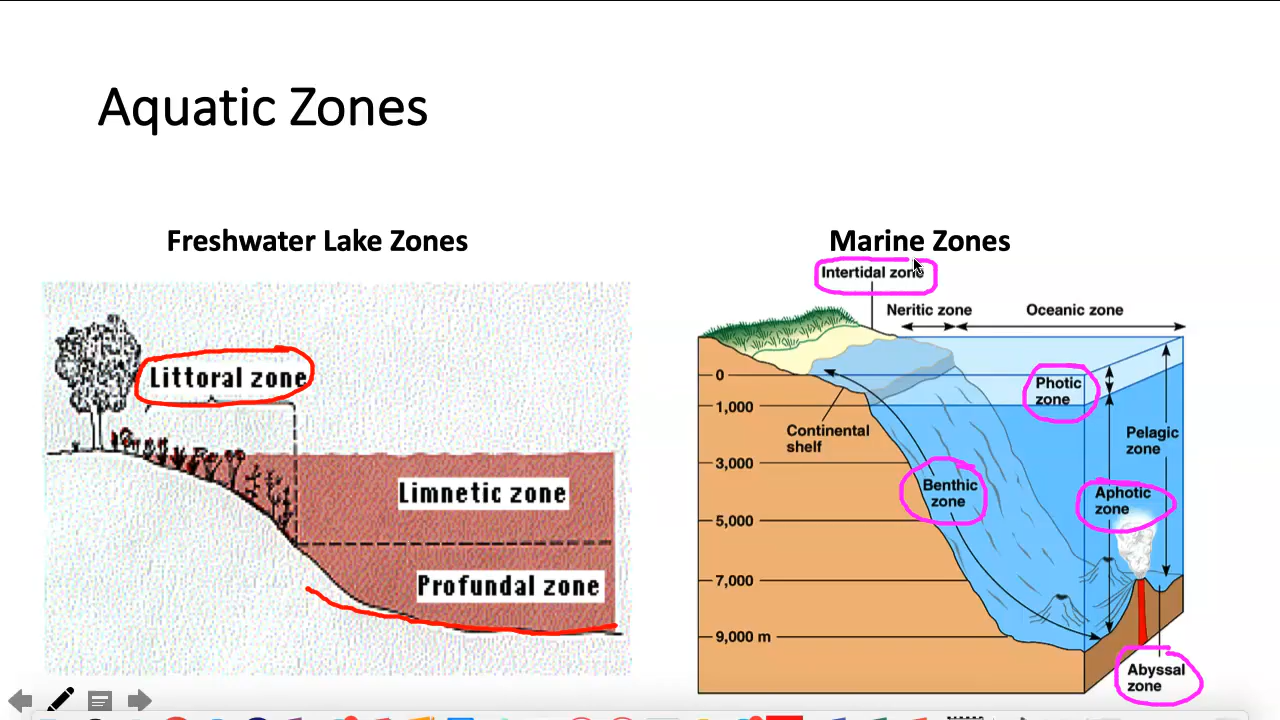 Aquatic Zones
Freshwater Lake Zones
Marine Zones
Littoral zone
Limnetic zone
Profundal zone
Intertidal zone
Neritic zone
Oceanic zone
0
1,000
3,000
5,000
7,000
9,000 m
Continental
shelf
Photic
zone
Pelagic
zone
Benthic
zone
Aphotic
zone
Abyssal
zone